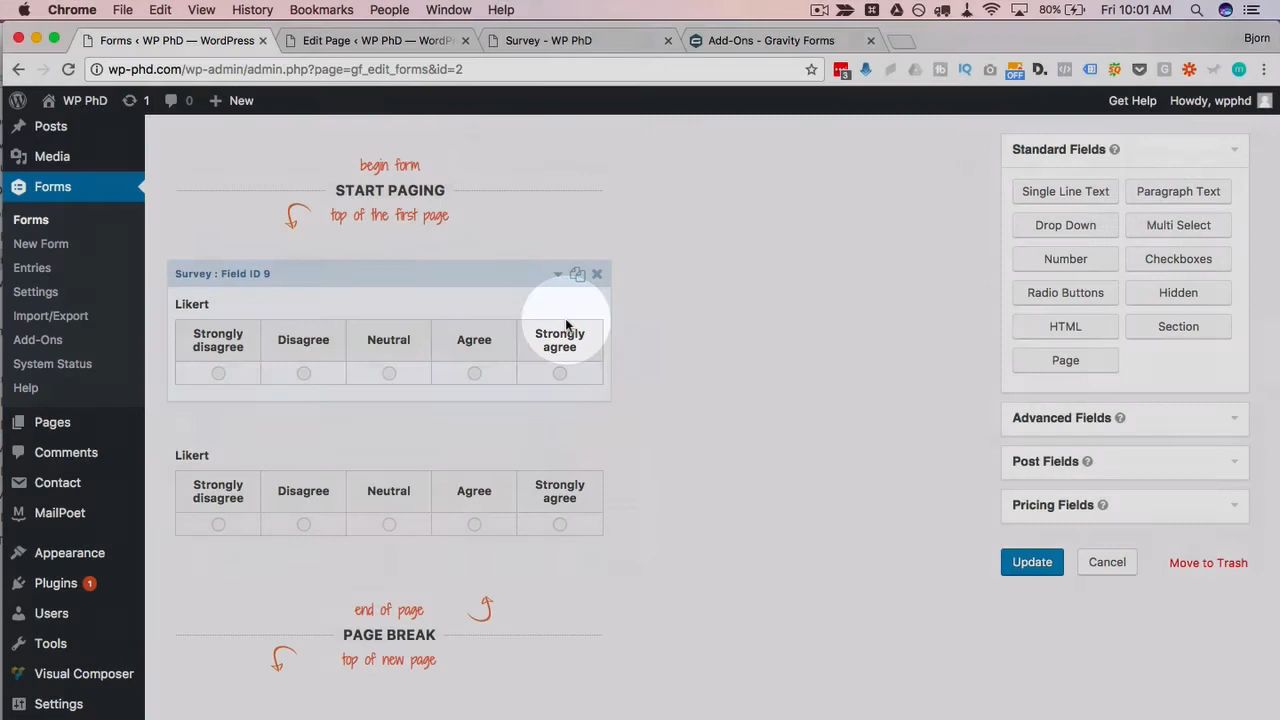 Chrome File Edit View History Bookmarks People Window Help 80% Fri 10:01 AM
Forms ‹ WP PhD — WordPress Edit Page ‹ WP PhD — WordPr Survey - WP PhD Add-Ons - Gravity Forms Bjorn
wp-phd.com/wp-admin/admin.php?page=gf_edit_forms&id=2 3 OFF
WP PhD 1 0 New Get Help Howdy, wpphd
Posts
Media
Forms
Forms
New Form
Entries
Settings
Import/Export
Add-Ons
System Status
Help
Pages
Comments
Contact
MailPoet
Appearance
Plugins 1
Users
Tools
Visual Composer
Settings
begin form
START PAGING
top of the first page
Survey : Field ID 9
Likert
Strongly disagree Disagree Neutral Agree Strongly agree
Likert
Strongly disagree Disagree Neutral Agree Strongly agree
end of page
PAGE BREAK
top of new page
Standard Fields
Single Line Text Paragraph Text
Drop Down Multi Select
Number Checkboxes
Radio Buttons Hidden
HTML Section
Page
Advanced Fields
Post Fields
Pricing Fields
Update Cancel Move to Trash